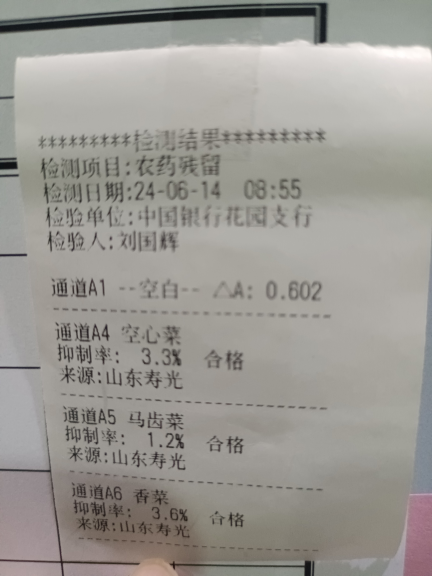 *********检测结果*********
检测项目:农药残留
检测日期:24-06-14 08:55
检验单位:中国银行花园支行
检验人:刘国辉
通道A1 --空白-- △A: 0.602
通道A4 空心菜
抑制率: 3.3% 合格
来源:山东寿光
通道A5 马齿菜
抑制率: 1.2% 合格
来源:山东寿光
通道A6 香菜
抑制率: 3.6% 合格
来源:山东寿光